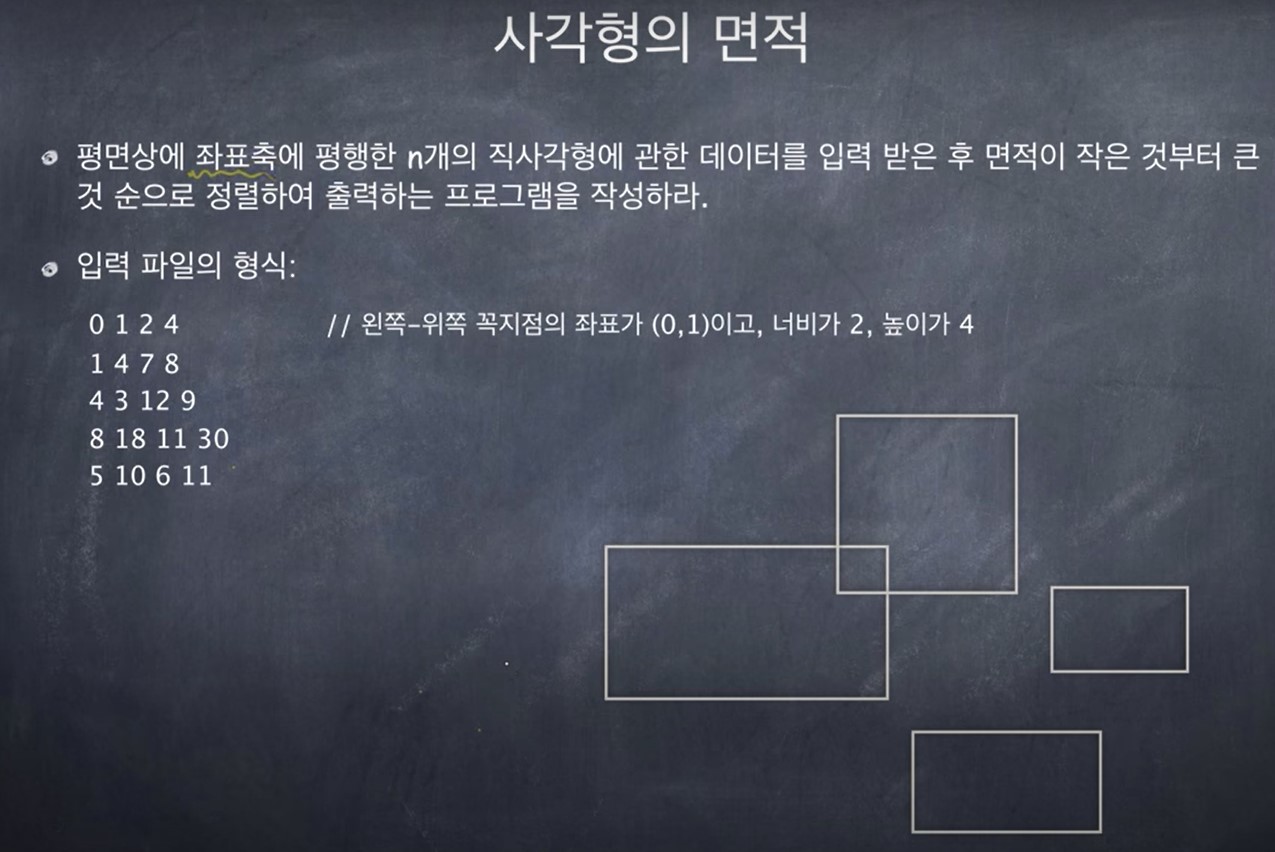 사각형의 면적
평면상에 좌표축에 평행한 n개의 직사각형에 관한 데이터를 입력 받은 후 면적이 작은 것부터 큰
것 순으로 정렬하여 출력하는 프로그램을 작성하라.
입력 파일의 형식:
0 1 2 4 // 왼쪽-위쪽 꼭지점의 좌표가 (0,1)이고, 너비가 2, 높이가 4
1 4 7 8
4 3 12 9
8 18 11 30
5 10 6 11